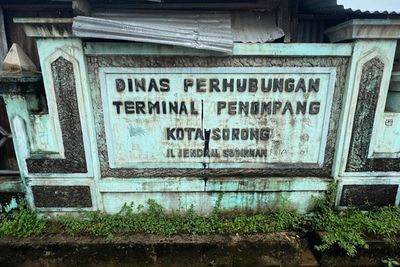 DINAS PERHUBUNGAN
TERMINAL PENUMPANG
KOTA SORONG
JL JENDRAL SUDIRMAN